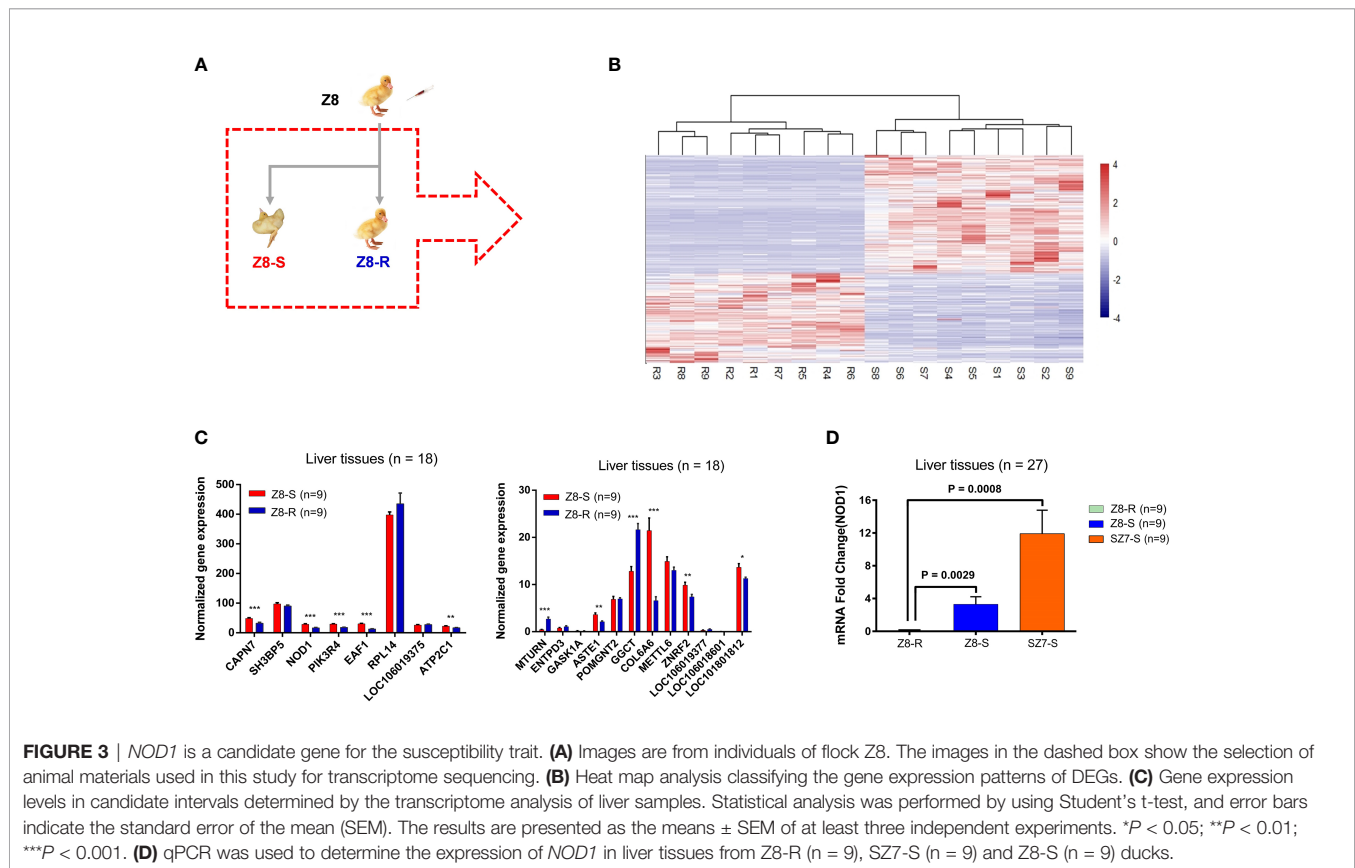 A
Z8
Z8-S
Z8-R
B
4
2
0
-2
-4
R3
R8
R9
R2
R1
R7
R5
R4
R6
S8
S6
S7
S4
S5
S1
S3
S2
S9
C
Liver tissues (n = 18)
Normalized gene expression
500
400
300
200
100
0
Z8-S (n=9)
Z8-R (n=9)
***
***
***
***
**
CAPN7
SH3BP5
NOD1
PIK3R4
EAF1
RPL14
LOC106019375
ATP2C1
Liver tissues (n = 18)
Normalized gene expression
30
20
10
0
Z8-S (n=9)
Z8-R (n=9)
***
**
***
***
**
*
MTURN
ENTPD3
GASK1A
ASTE1
POMGNT2
GGCT
COL6A6
METTL6
ZNRF2
LOC106019377
LOC106018601
LOC101801812
D
Liver tissues (n = 27)
mRNA Fold Change(NOD1)
16
12
8
4
0
P = 0.0008
P = 0.0029
Z8-R (n=9)
Z8-S (n=9)
SZ7-S (n=9)
Z8-R
Z8-S
SZ7-S
FIGURE 3 | NOD1 is a candidate gene for the susceptibility trait. (A) Images are from individuals of flock Z8. The images in the dashed box show the selection of
animal materials used in this study for transcriptome sequencing. (B) Heat map analysis classifying the gene expression patterns of DEGs. (C) Gene expression
levels in candidate intervals determined by the transcriptome analysis of liver samples. Statistical analysis was performed by using Student's t-test, and error bars
indicate the standard error of the mean (SEM). The results are presented as the means ± SEM of at least three independent experiments. *P < 0.05; **P < 0.01;
***P < 0.001. (D) qPCR was used to determine the expression of NOD1 in liver tissues from Z8-R (n = 9), SZ7-S (n = 9) and Z8-S (n = 9) ducks.